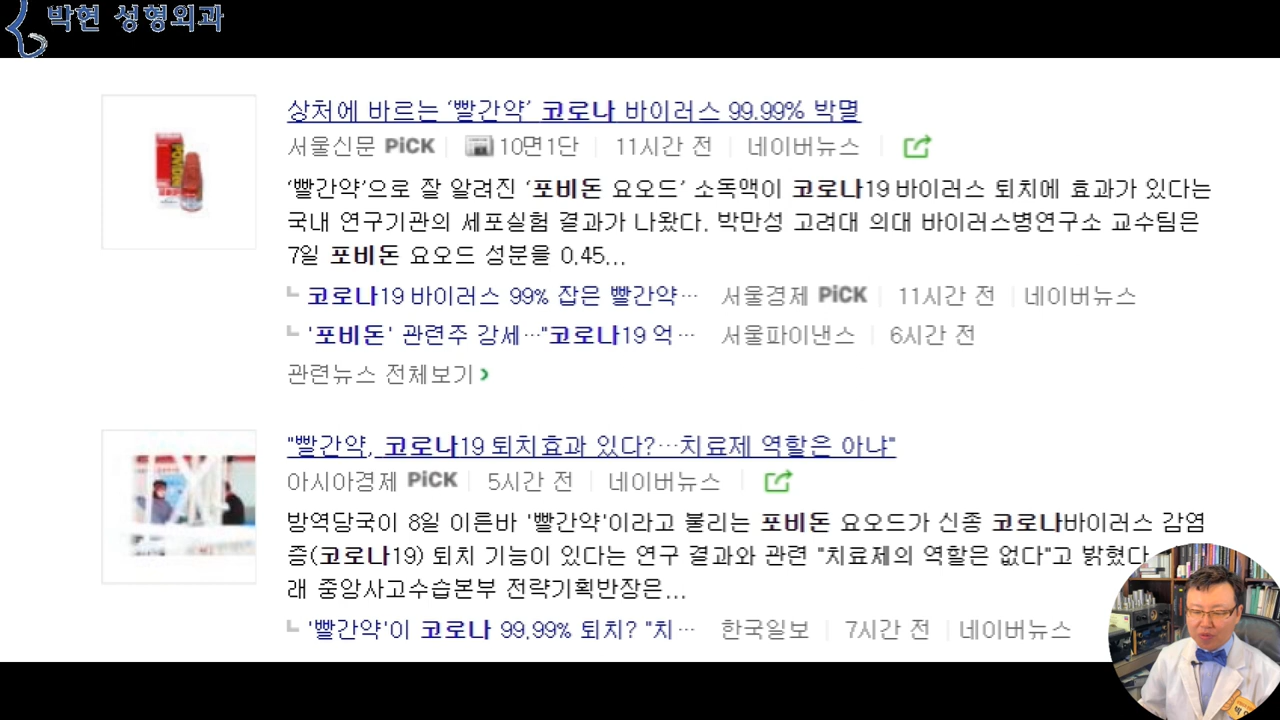 박현 성형외과
상처에 바르는 ‘빨간약’ 코로나 바이러스 99.99% 박멸
서울신문 PiCK 10면1단 11시간 전 네이버뉴스
‘빨간약’으로 잘 알려진 ‘포비돈 요오드’ 소독액이 코로나19 바이러스 퇴치에 효과가 있다는
국내 연구기관의 세포실험 결과가 나왔다. 박만성 고려대 의대 바이러스병연구소 교수팀은
7일 포비돈 요오드 성분을 0.45...
코로나19 바이러스 99% 잡은 빨간약… 서울경제 PiCK 11시간 전 네이버뉴스
'포비돈' 관련주 강세…"코로나19 억… 서울파이낸스 6시간 전
관련뉴스 전체보기
"빨간약, 코로나19 퇴치효과 있다?…치료제 역할은 아냐"
아시아경제 PiCK 5시간 전 네이버뉴스
방역당국이 8일 이른바 '빨간약'이라고 불리는 포비돈 요오드가 신종 코로나바이러스 감염
증(코로나19) 퇴치 기능이 있다는 연구 결과와 관련 "치료제의 역할은 없다"고 밝혔다
래 중앙사고수습본부 전략기획반장은...
'빨간약'이 코로나 99.99% 퇴치? "치… 한국일보 7시간 전 네이버뉴스